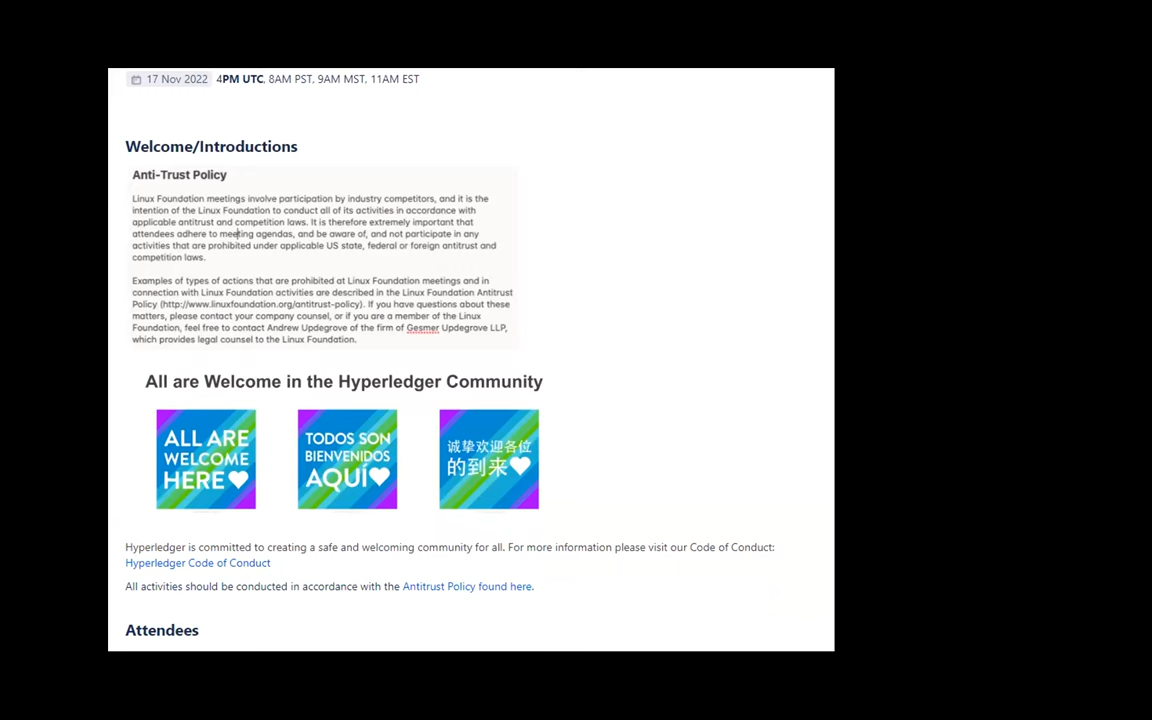 17 Nov 2022 4PM UTC, 8AM PST, 9AM MST, 11AM EST
Welcome/Introductions
Anti-Trust Policy
Linux Foundation meetings involve participation by industry competitors, and it is the
intention of the Linux Foundation to conduct all of its activities in accordance with
applicable antitrust and competition laws. It is therefore extremely important that
attendees adhere to meeting agendas, and be aware of, and not participate in any
activities that are prohibited under applicable US state, federal or foreign antitrust and
competition laws.
Examples of types of actions that are prohibited at Linux Foundation meetings and in
connection with Linux Foundation activities are described in the Linux Foundation Antitrust
Policy (http://www.linuxfoundation.org/antitrust-policy). If you have questions about these
matters, please contact your company counsel, or if you are a member of the Linux
Foundation, feel free to contact Andrew Updegrove of the firm of Gesmer Updegrove LLP,
which provides legal counsel to the Linux Foundation.
All are Welcome in the Hyperledger Community
ALL ARE
WELCOME
HERE
TODOS SON
BIENVENIDOS
AQUÍ
诚挚欢迎各位
的到来
Hyperledger is committed to creating a safe and welcoming community for all. For more information please visit our Code of Conduct:
Hyperledger Code of Conduct
All activities should be conducted in accordance with the Antitrust Policy found here.
Attendees